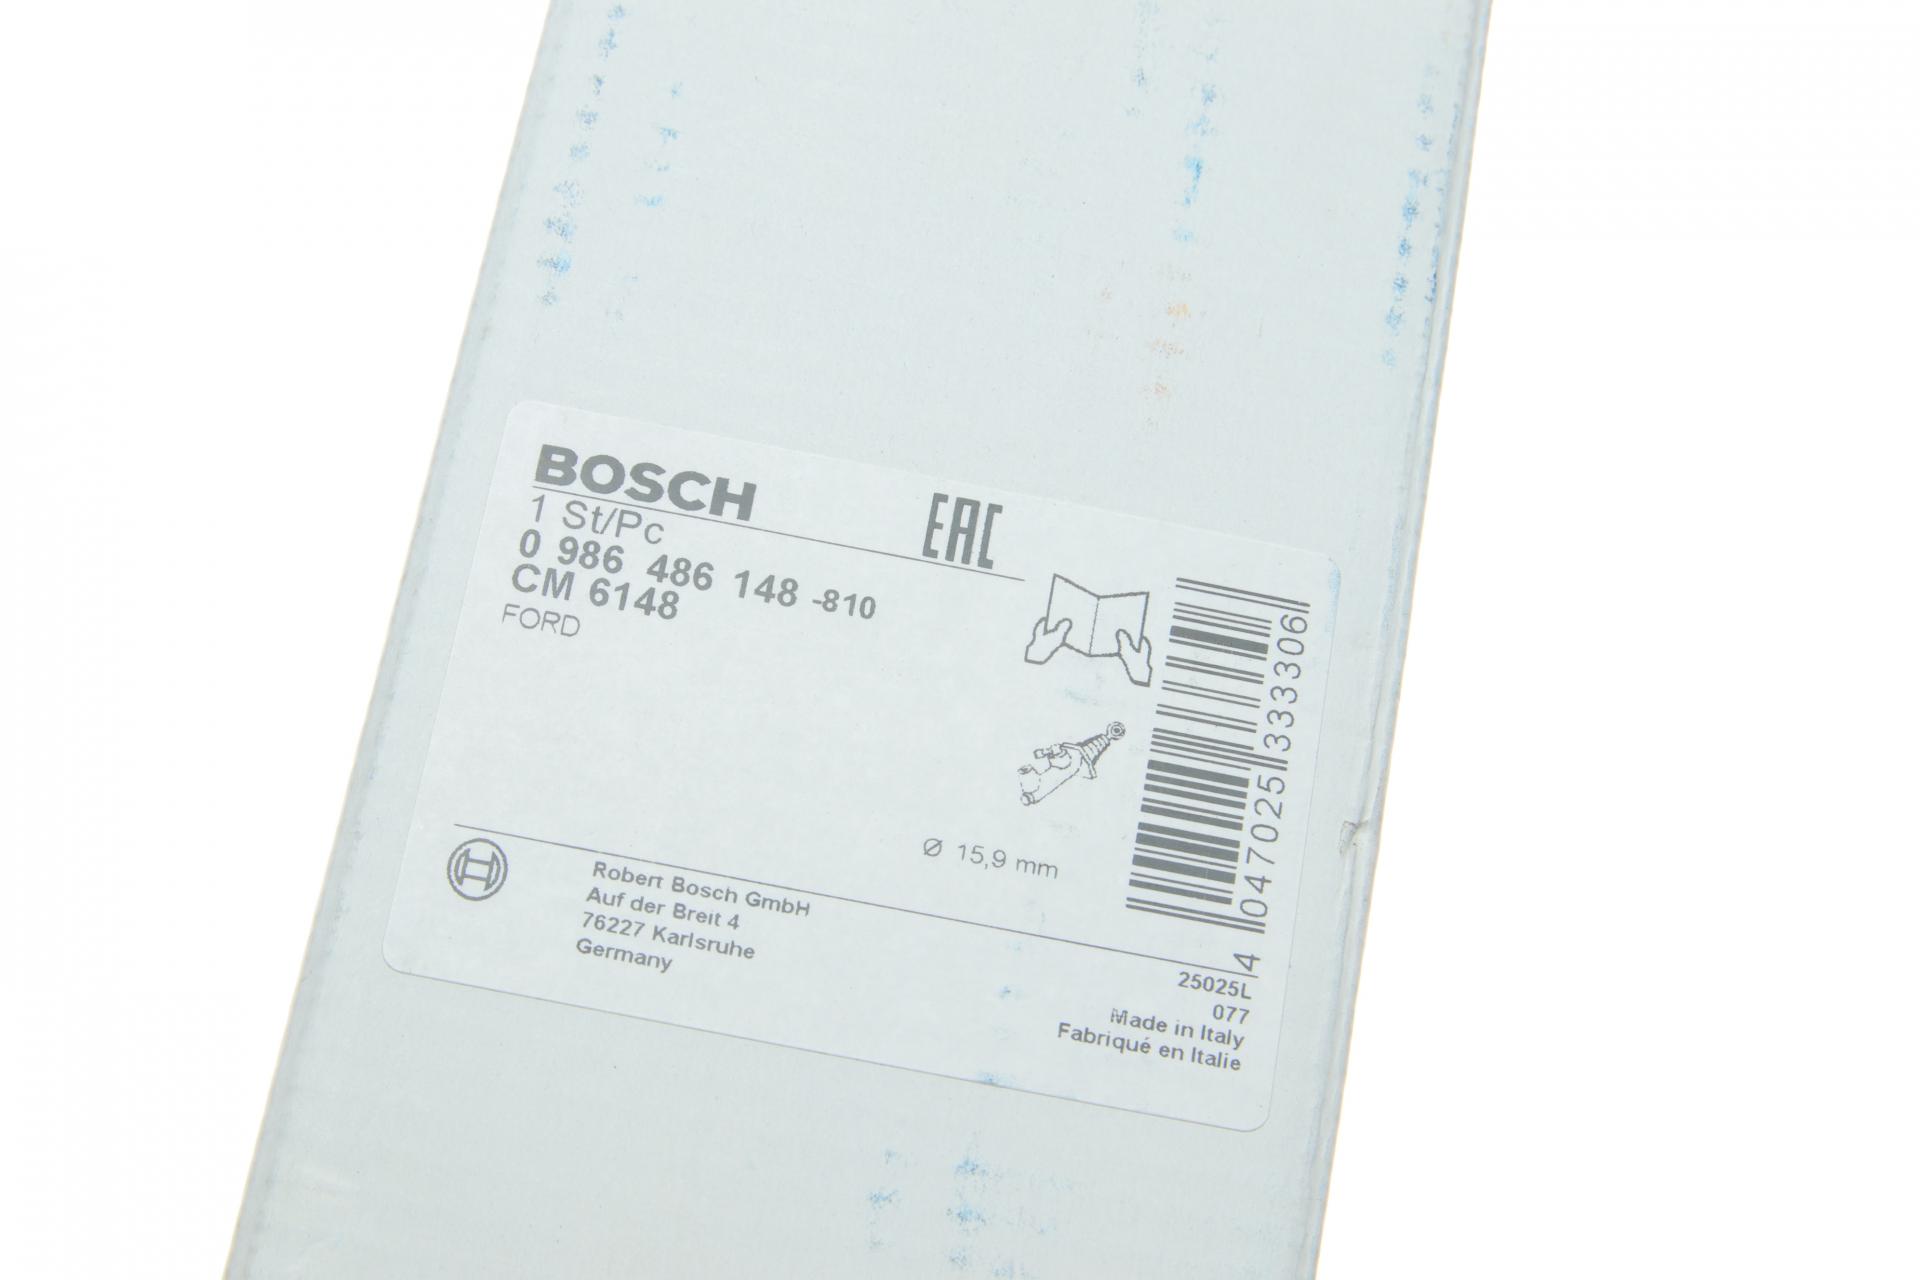 BOSCH
EAC
1 St/Pc
0 986 486 148 -810
CM 6148
FORD
Ø 15,9 mm
4 047025 333306
Robert Bosch GmbH
Auf der Breit 4
76227 Karlsruhe
Germany
25025L
077
Made in Italy
Fabriqué en Italie